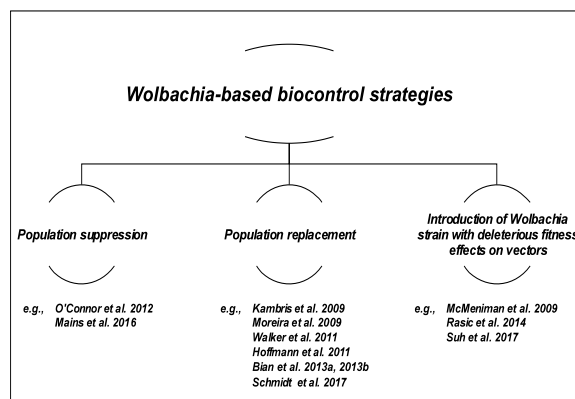 Wolbachia-based biocontrol strategies
Population suppression
e.g., O'Connor et al. 2012
Mains et al. 2016
Population replacement
e.g., Kambris et al. 2009
Moreira et al. 2009
Walker et al. 2011
Hoffmann et al. 2011
Bian et al. 2013a, 2013b
Schmidt et al. 2017
Introduction of Wolbachia
strain with deleterious fitness
effects on vectors
e.g., McMeniman et al. 2009
Rasic et al. 2014
Suh et al. 2017